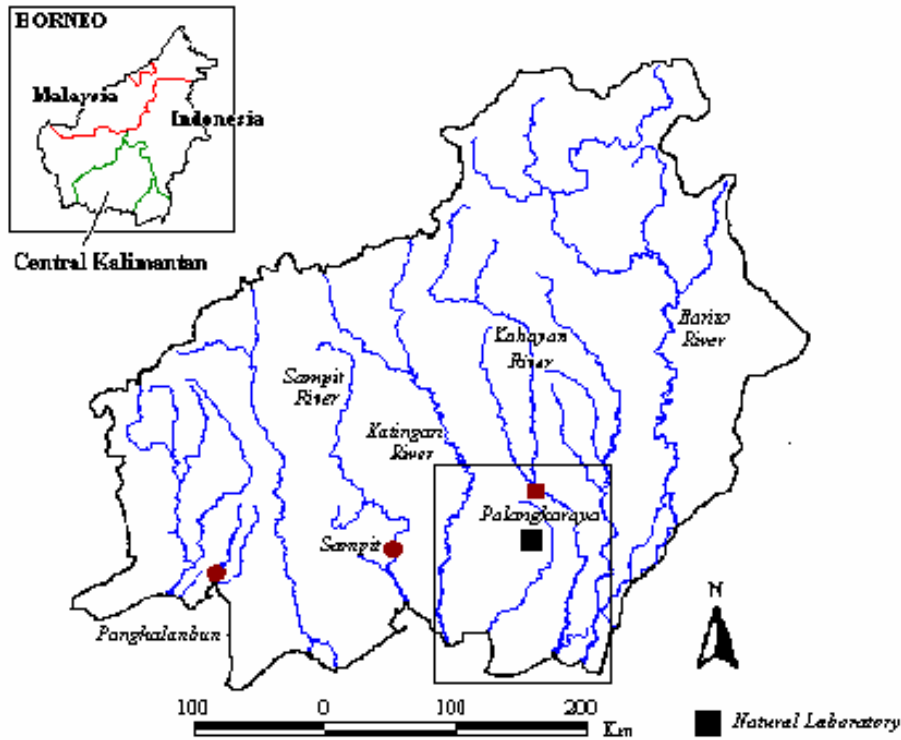 BORNEO
Malaysia
Indonesia
Central Kalimantan
Barito
River
Kahayan
River
Sampit
River
Katingan
River
Palangkaraya
Sampit
Pangkalanbun
N
100 0 100 200
Km
Natural Laboratory